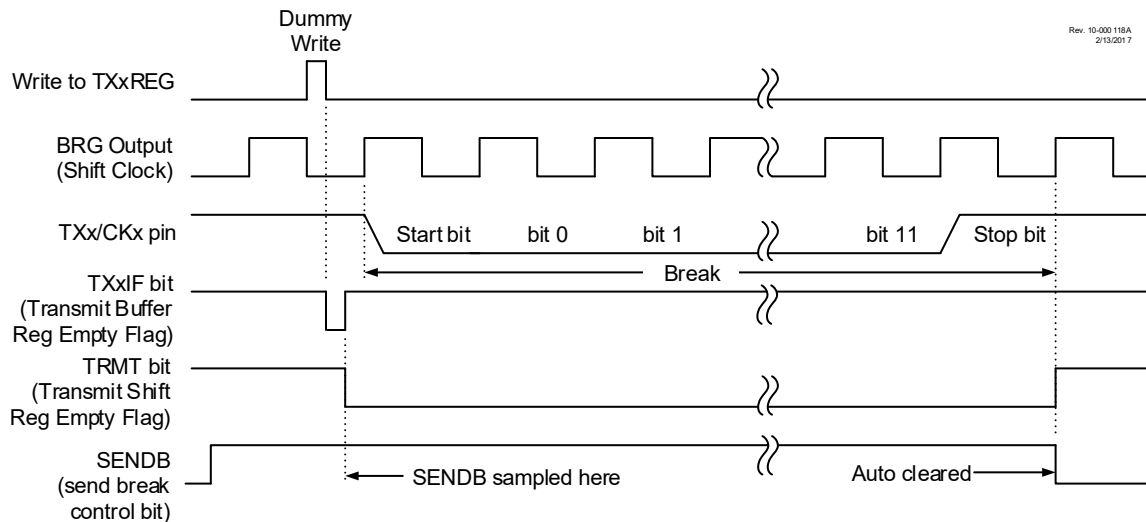 Dummy
Write
Rev. 10-000 118A
2/13/201 7
Write to TXxREG
BRG Output
(Shift Clock)
TXx/CKx pin
Start bit
bit 0
bit 1
bit 11
Stop bit
Break
TXxIF bit
(Transmit Buffer
Reg Empty Flag)
TRMT bit
(Transmit Shift
Reg Empty Flag)
SENDB
(send break
control bit)
SENDB sampled here
Auto cleared